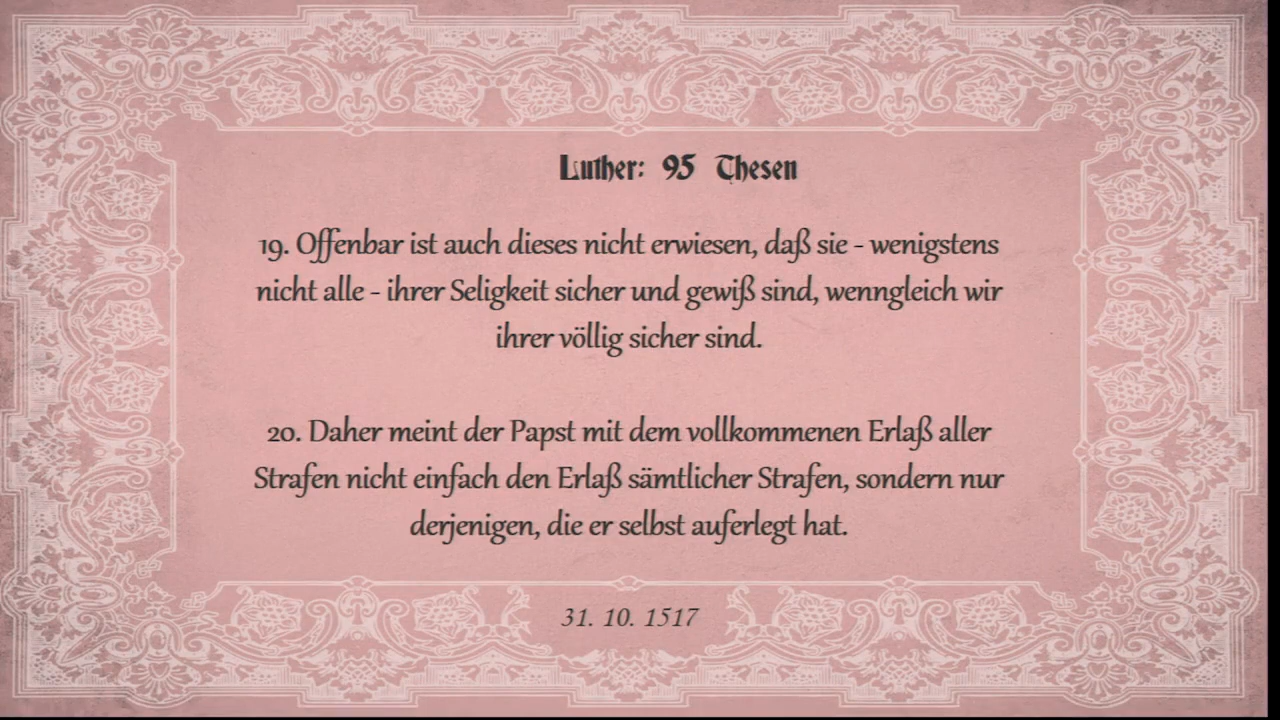 Luther: 95 Thesen
19. Offenbar ist auch dieses nicht erwiesen, daß sie - wenigstens
nicht alle - ihrer Seligkeit sicher und gewiß sind, wenngleich wir
ihrer völlig sicher sind.
20. Daher meint der Papst mit dem vollkommenen Erlaß aller
Strafen nicht einfach den Erlaß sämtlicher Strafen, sondern nur
derjenigen, die er selbst auferlegt hat.
31. 10. 1517